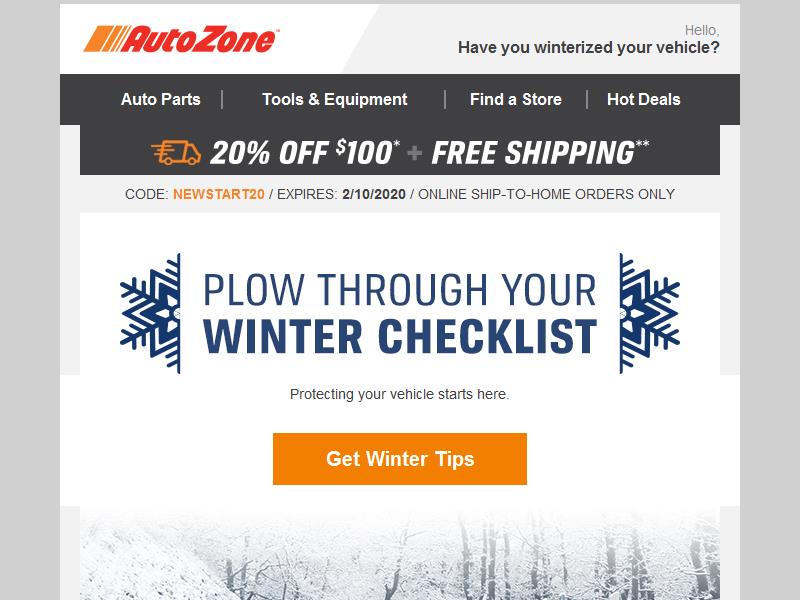 AutoZone
Hello,
Have you winterized your vehicle?
Auto Parts | Tools & Equipment | Find a Store | Hot Deals
20% OFF $100* + FREE SHIPPING**
CODE: NEWSTART20 / EXPIRES: 2/10/2020 / ONLINE SHIP-TO-HOME ORDERS ONLY
PLOW THROUGH YOUR
WINTER CHECKLIST
Protecting your vehicle starts here.
Get Winter Tips